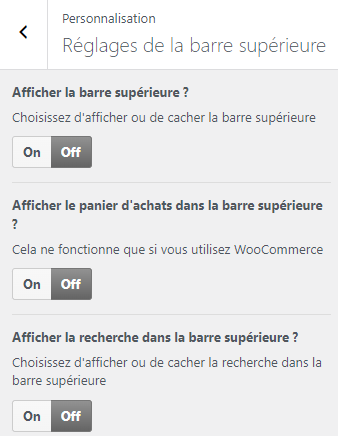 Personnalisation
Réglages de la barre supérieure
Afficher la barre supérieure ?
Choisissez d'afficher ou de cacher la barre supérieure
On Off
Afficher le panier d'achats dans la barre supérieure
?
Cela ne fonctionne que si vous utilisez WooCommerce
On Off
Afficher la recherche dans la barre supérieure ?
Choisissez d'afficher ou de cacher la recherche dans la
barre supérieure
On Off